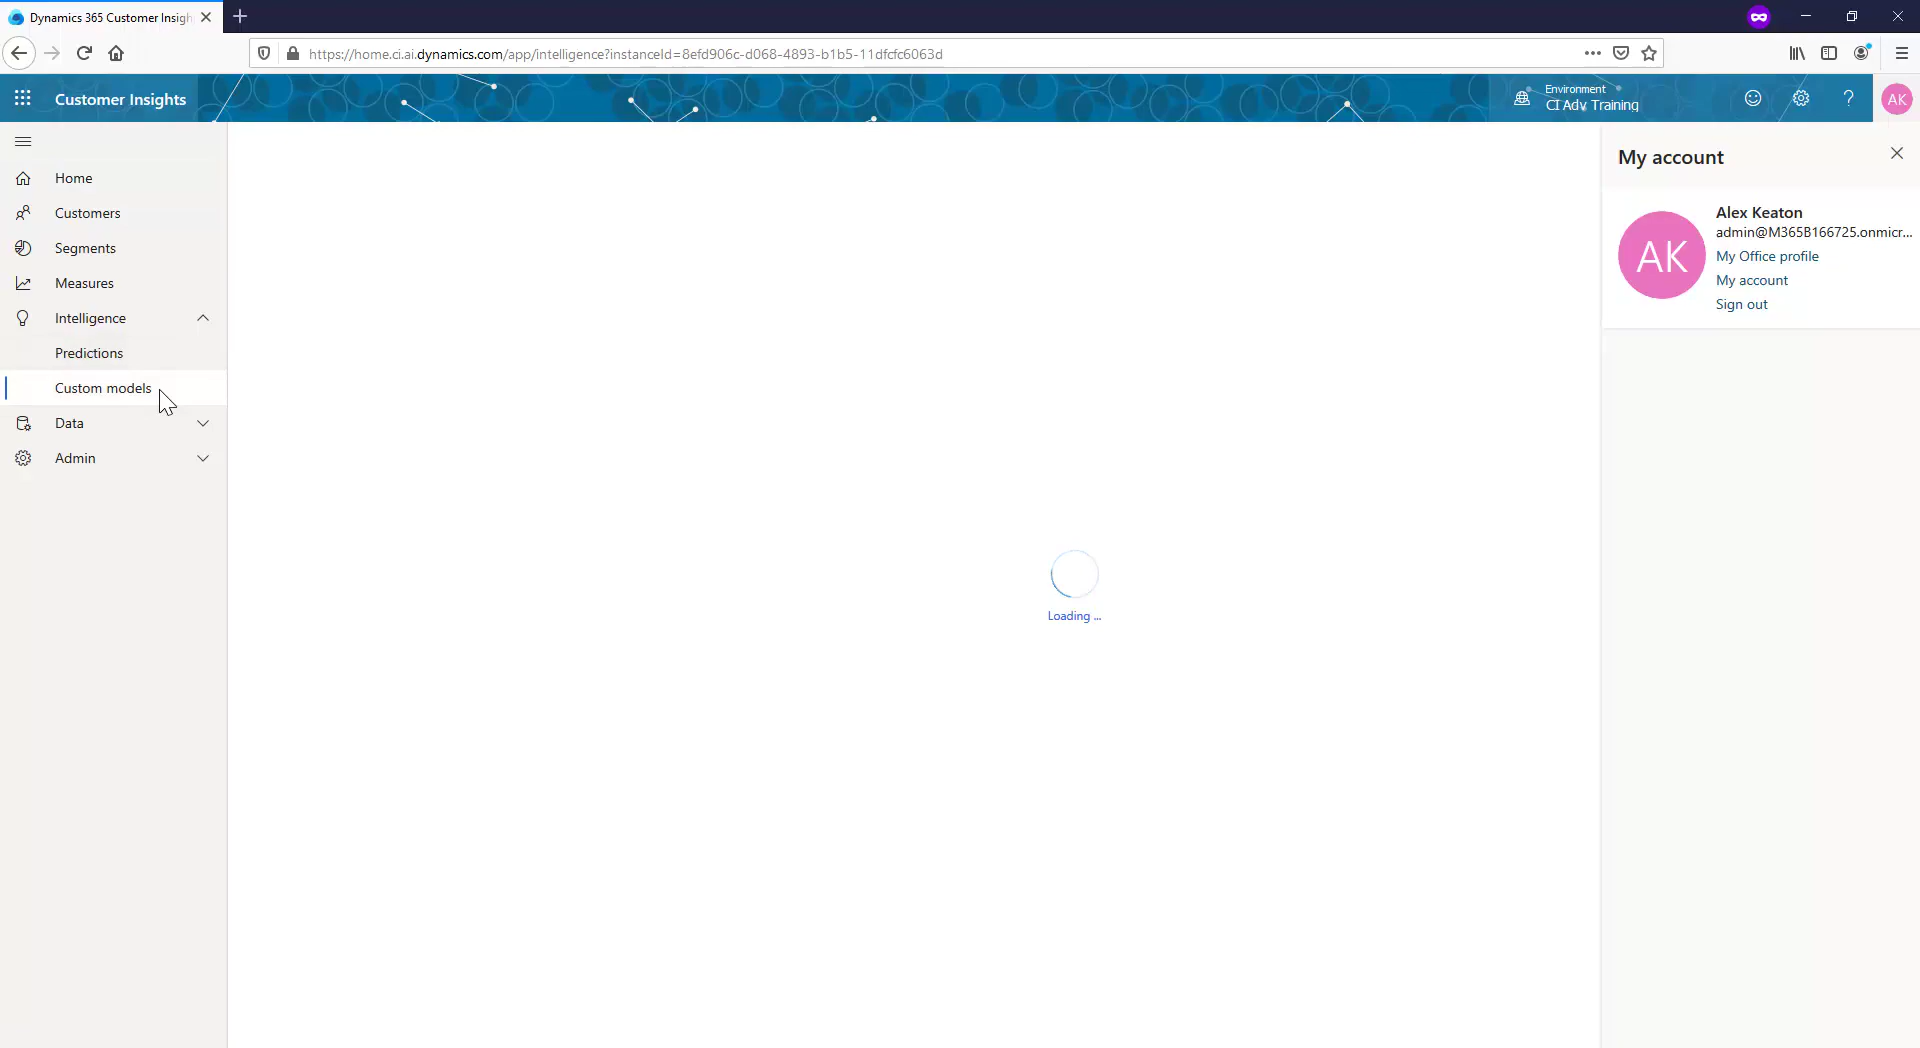 Dynamics 365 Customer Insigh
https://home.ci.ai.dynamics.com/app/intelligence?instanceId=8efd906c-d068-4893-b1b5-11dfcfc6063d
Customer Insights
Environment
CI Adv Training
?
AK
Home
Customers
Segments
Measures
Intelligence
Predictions
Custom models
Data
Admin
Loading ...
My account
AK
Alex Keaton
admin@M365B166725.onmicr...
My Office profile
My account
Sign out